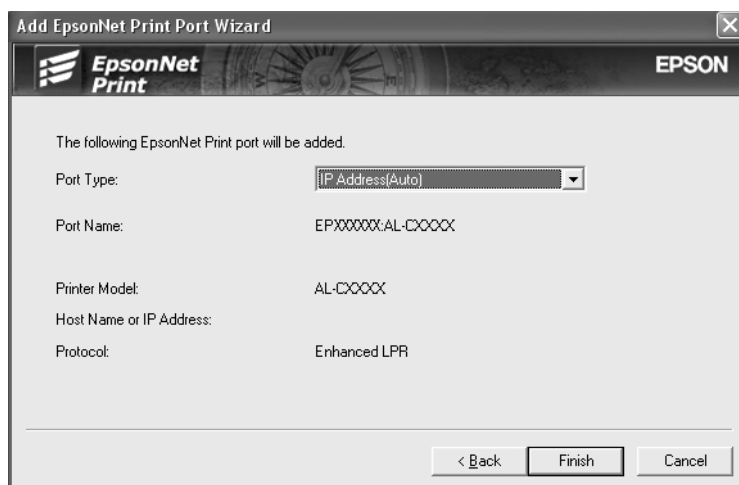 Add EpsonNet Print Port Wizard
EpsonNet
Print
EPSON
The following EpsonNet Print port will be added.
Port Type: IP Address(Auto)
Port Name: EPXXXXXX:AL-CXXXX
Printer Model: AL-CXXXX
Host Name or IP Address:
Protocol: Enhanced LPR
< Back Finish Cancel